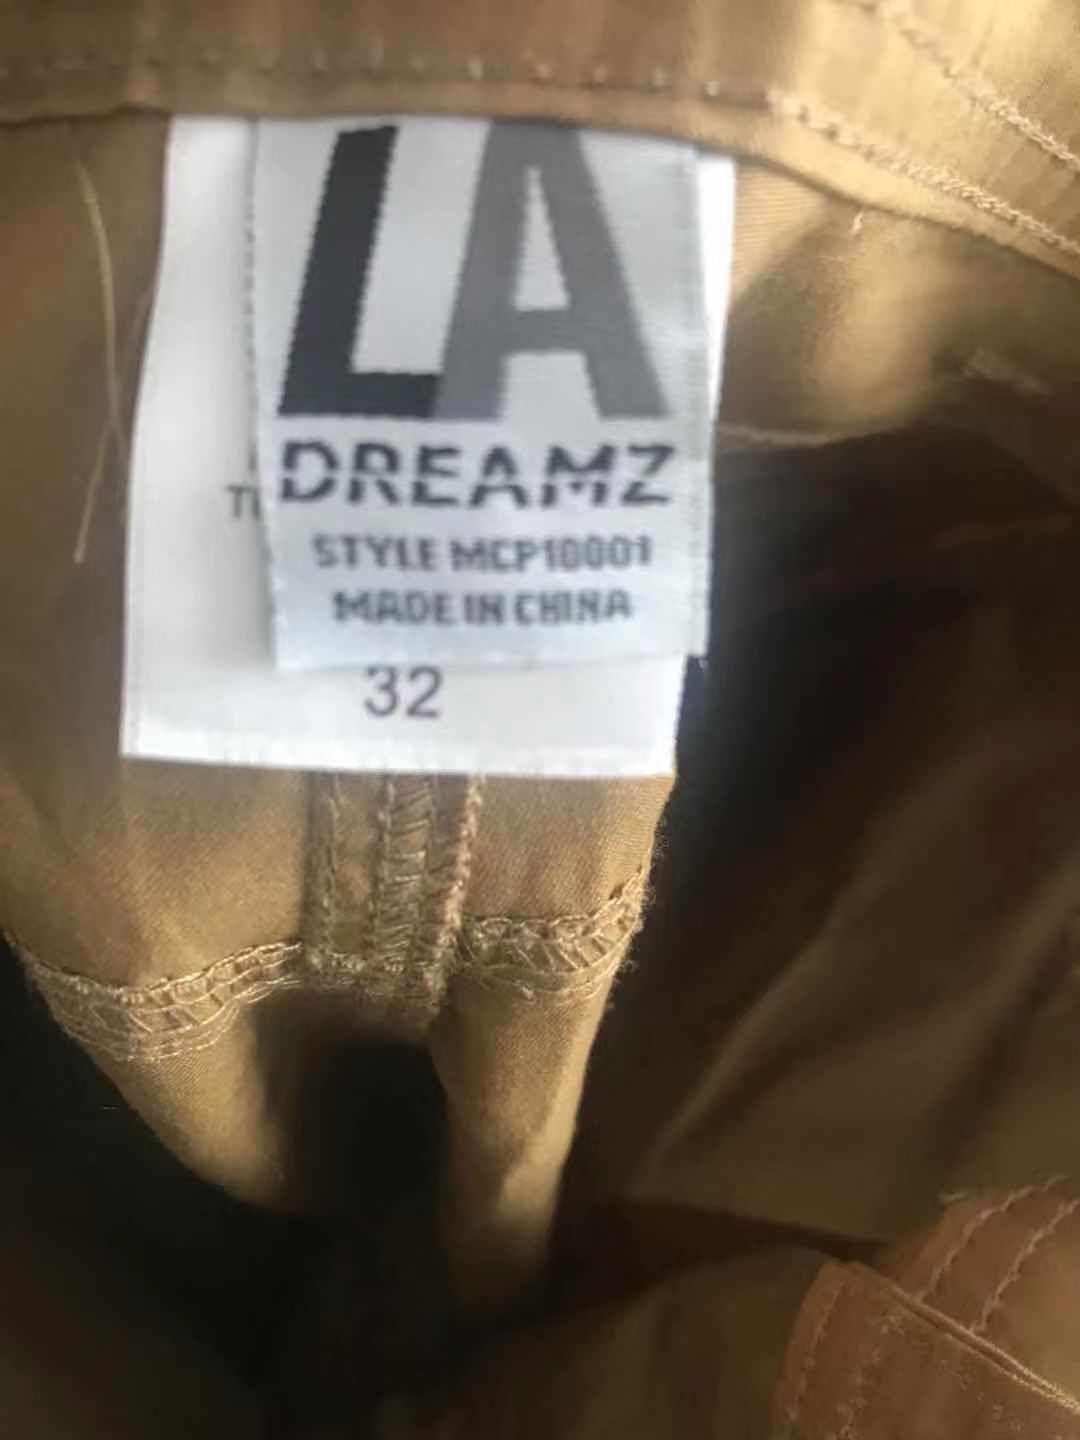 LA
DREAMZ
STYLE MCP10001
MADE IN CHINA
32